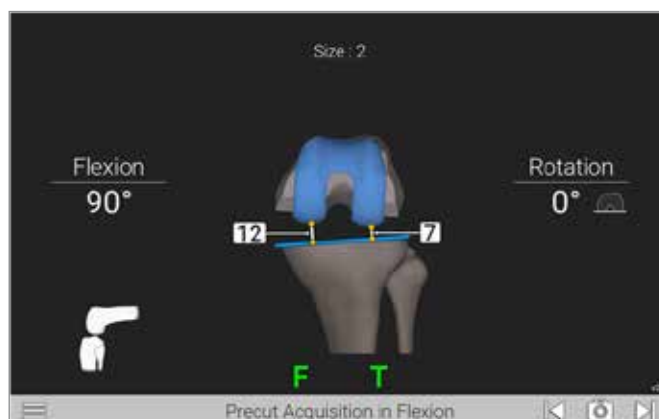 Size : 2
Flexion
90°
Rotation
0°
12
7
F T
Precut Acquisition in Flexion